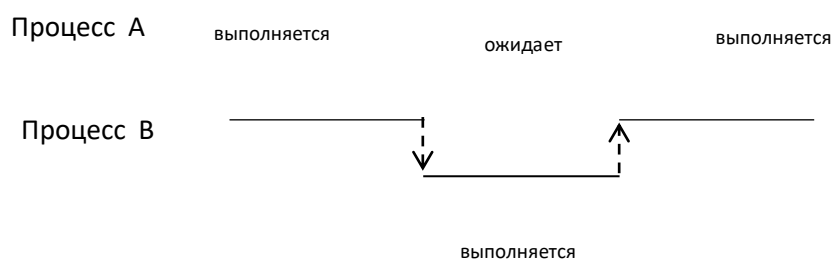 Процесс A выполняется ожидает выполняется
Процесс B
выполняется